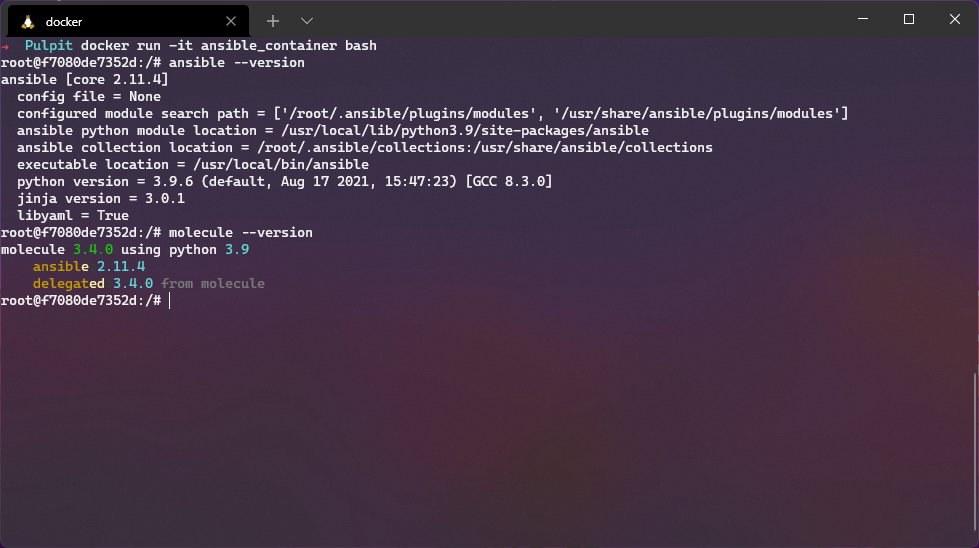 docker
→ Pulpit docker run -it ansible_container bash
root@f7080de7352d:/# ansible --version
ansible [core 2.11.4]
  config file = None
  configured module search path = ['/root/.ansible/plugins/modules', '/usr/share/ansible/plugins/modules']
  ansible python module location = /usr/local/lib/python3.9/site-packages/ansible
  ansible collection location = /root/.ansible/collections:/usr/share/ansible/collections
  executable location = /usr/local/bin/ansible
  python version = 3.9.6 (default, Aug 17 2021, 15:47:23) [GCC 8.3.0]
  jinja version = 3.0.1
  libyaml = True
root@f7080de7352d:/# molecule --version
molecule 3.4.0 using python 3.9
    ansible 2.11.4
    delegated 3.4.0 from molecule
root@f7080de7352d:/#